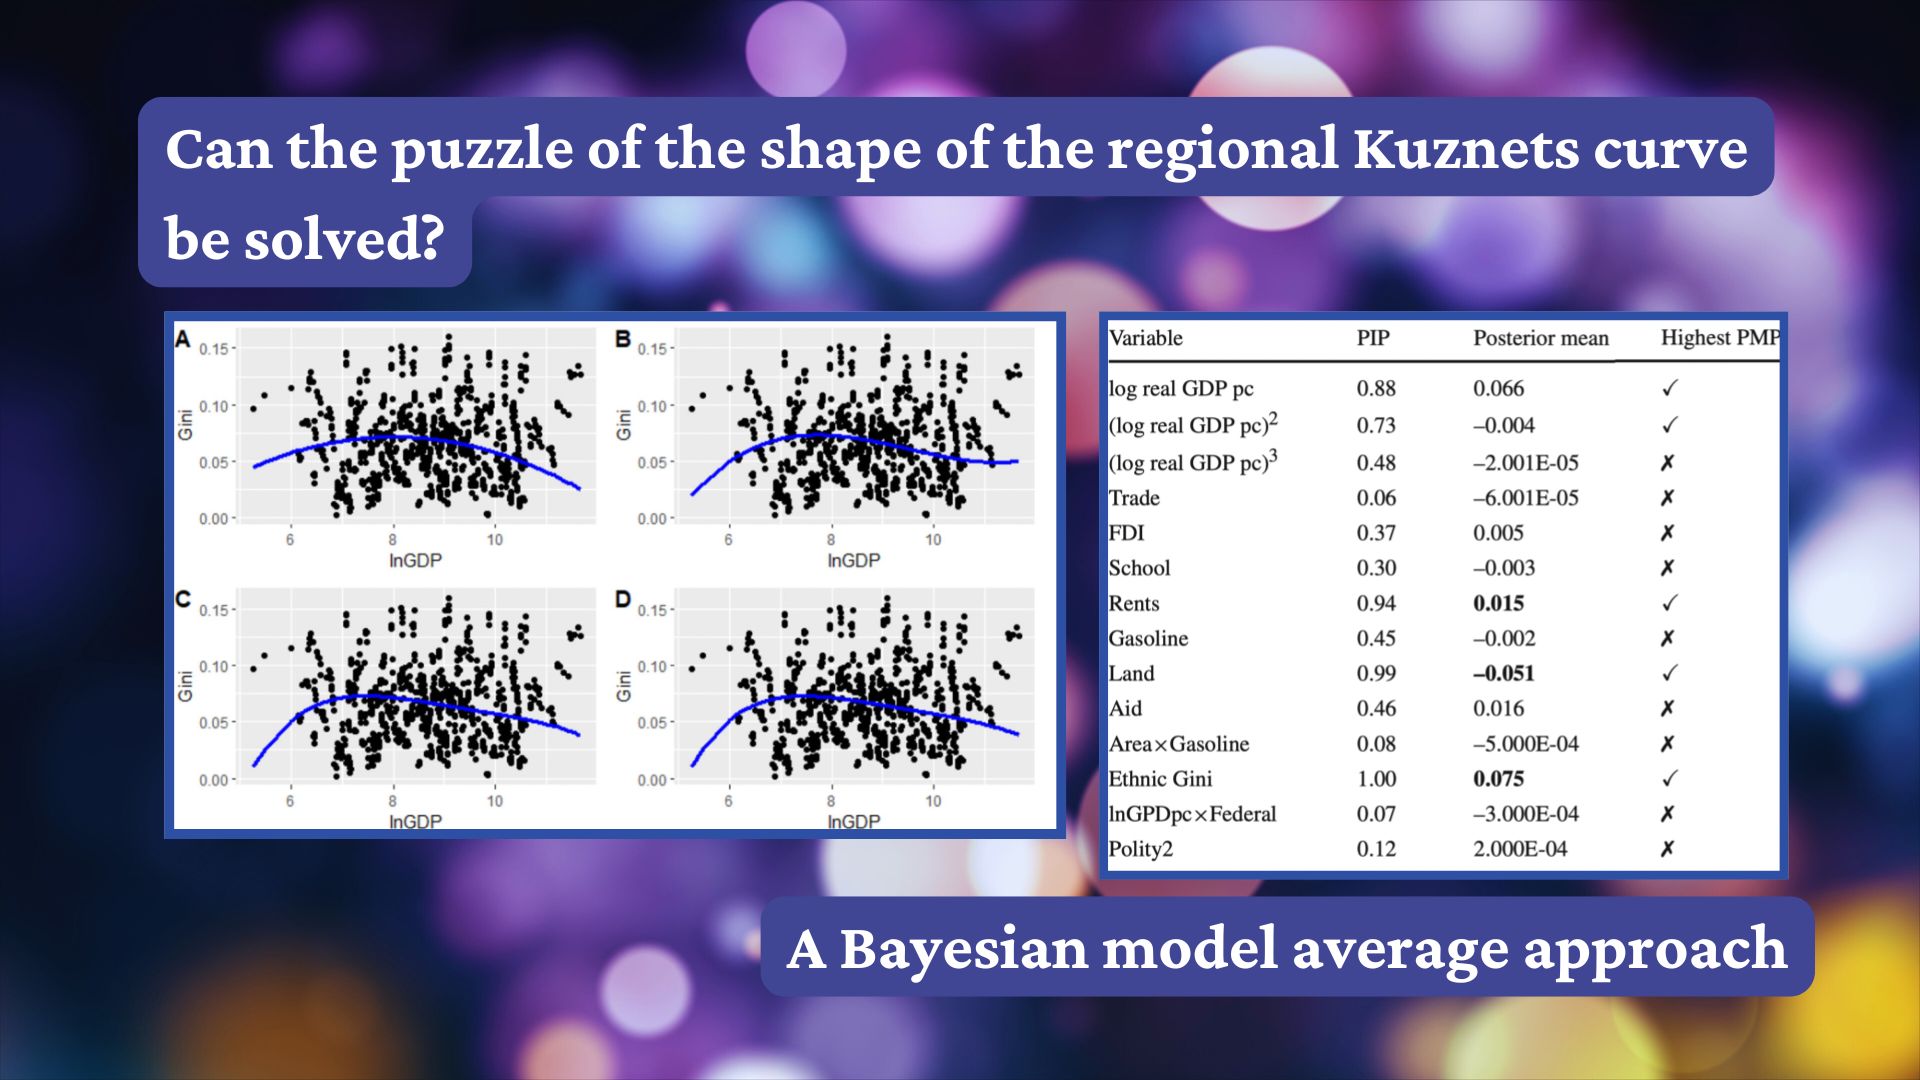 Can the puzzle of the shape of the regional Kuznets curve
be solved?
A
0.15
0.10
0.05
0.00
Gini
6 8 10
lnGDP
B
0.15
0.10
0.05
0.00
Gini
6 8 10
lnGDP
C
0.15
0.10
0.05
0.00
Gini
6 8 10
lnGDP
D
0.15
0.10
0.05
0.00
Gini
6 8 10
lnGDP
Variable PIP Posterior mean Highest PMP
log real GDP pc 0.88 0.066 ✓
(log real GDP pc)² 0.73 –0.004 ✓
(log real GDP pc)³ 0.48 –2.001E-05 ✗
Trade 0.06 –6.001E-05 ✗
FDI 0.37 0.005 ✗
School 0.30 –0.003 ✗
Rents 0.94 0.015 ✓
Gasoline 0.45 –0.002 ✗
Land 0.99 –0.051 ✓
Aid 0.46 0.016 ✗
Area×Gasoline 0.08 –5.000E-04 ✗
Ethnic Gini 1.00 0.075 ✓
lnGPDpc×Federal 0.07 –3.000E-04 ✗
Polity2 0.12 2.000E-04 ✗
A Bayesian model average approach